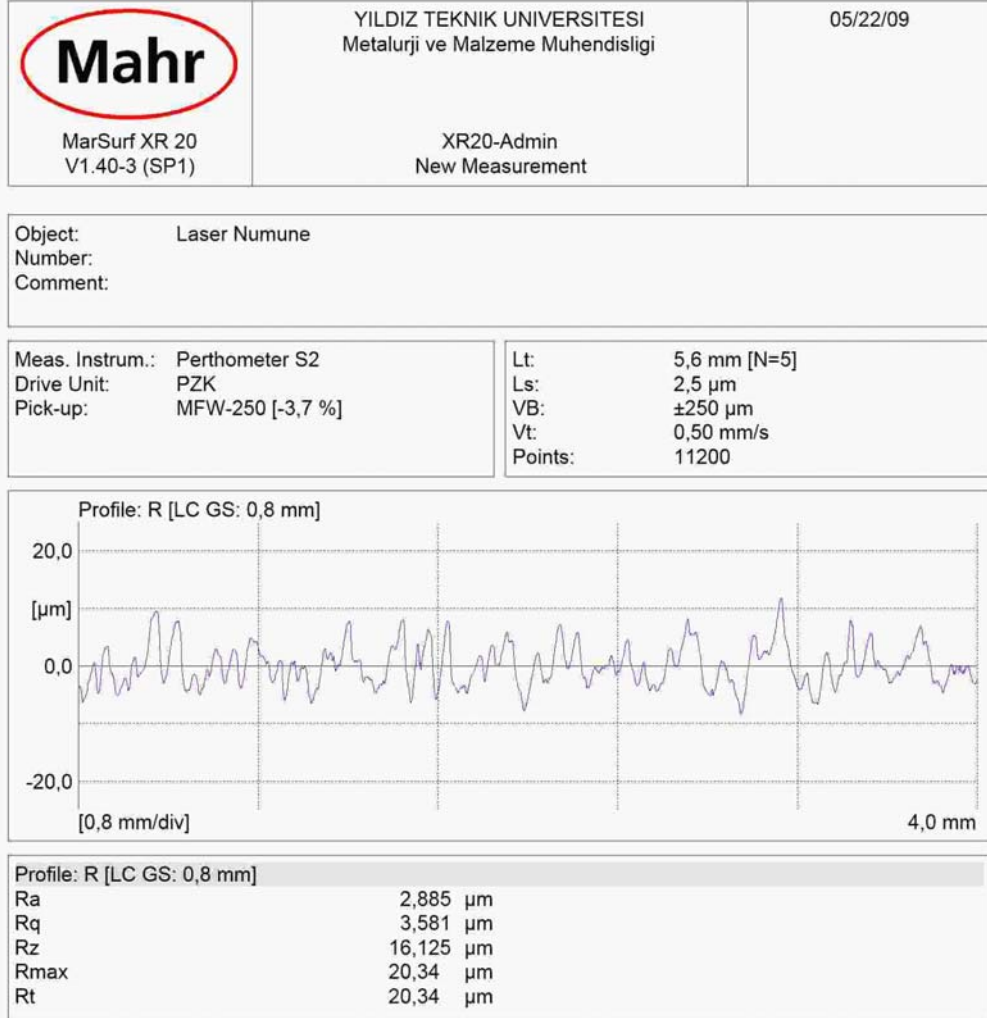 Mahr
MarSurf XR 20
V1.40-3 (SP1)
YILDIZ TEKNIK UNIVERSITESI
Metalurji ve Malzeme Muhendisligi
XR20-Admin
New Measurement
05/22/09
Object: Laser Numune
Number:
Comment:
Meas. Instrum.: Perthometer S2
Drive Unit: PZK
Pick-up: MFW-250 [-3,7 %]
Lt: 5,6 mm [N=5]
Ls: 2,5 µm
VB: ±250 µm
Vt: 0,50 mm/s
Points: 11200
Profile: R [LC GS: 0,8 mm]
20,0
[µm]
0,0
-20,0
[0,8 mm/div] 4,0 mm
Profile: R [LC GS: 0,8 mm]
Ra 2,885 µm
Rq 3,581 µm
Rz 16,125 µm
Rmax 20,34 µm
Rt 20,34 µm